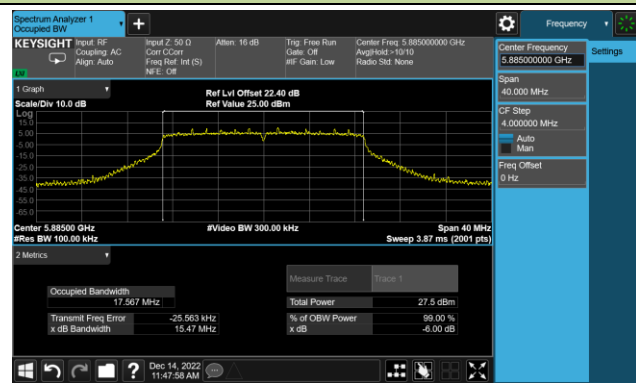 Spectrum Analyzer 1
Occupied BW
Frequency
KEYSIGHT
Input: RF
Coupling: AC
Align: Auto
Input Z: 50 Ω
Corr CCorr
Freq Ref: Int (S)
NFE: Off
Atten: 16 dB
Trig: Free Run
Gate: Off
#IF Gain: Low
Center Freq: 5.885000000 GHz
Avg|Hold:>10/10
Radio Std: None
Center Frequency
5.885000000 GHz
Settings
Span
40.000 MHz
CF Step
4.000000 MHz
Auto
Man
Freq Offset
0 Hz
1 Graph
Scale/Div 10.0 dB
Ref Lvl Offset 22.40 dB
Ref Value 25.00 dBm
Log
15.0
5.00
-5.00
-15.0
-25.0
-35.0
-45.0
-55.0
-65.0
Center 5.88500 GHz
#Res BW 100.00 kHz
#Video BW 300.00 kHz
Span 40 MHz
Sweep 3.87 ms (2001 pts)
2 Metrics
Measure Trace
Trace 1
Occupied Bandwidth
17.567 MHz
Total Power
27.5 dBm
Transmit Freq Error
-25.563 kHz
% of OBW Power
99.00 %
x dB Bandwidth
15.47 MHz
x dB
-6.00 dB
?
Dec 14, 2022
11:47:58 AM